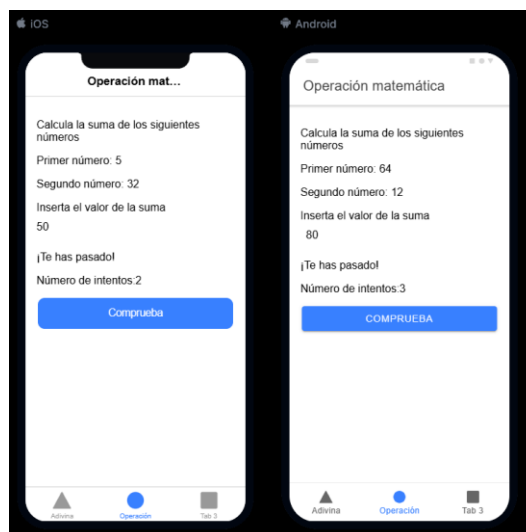 iOS
Operación mat...
Calcula la suma de los siguientes
números
Primer número: 5
Segundo número: 32
Inserta el valor de la suma
50
¡Te has pasado!
Número de intentos:2
Comprueba
Adivina
Operación
Tab 3
Android
Operación matemática
Calcula la suma de los siguientes
números
Primer número: 64
Segundo número: 12
Inserta el valor de la suma
80
¡Te has pasado!
Número de intentos:3
COMPRUEBA
Adivina
Operación
Tab 3